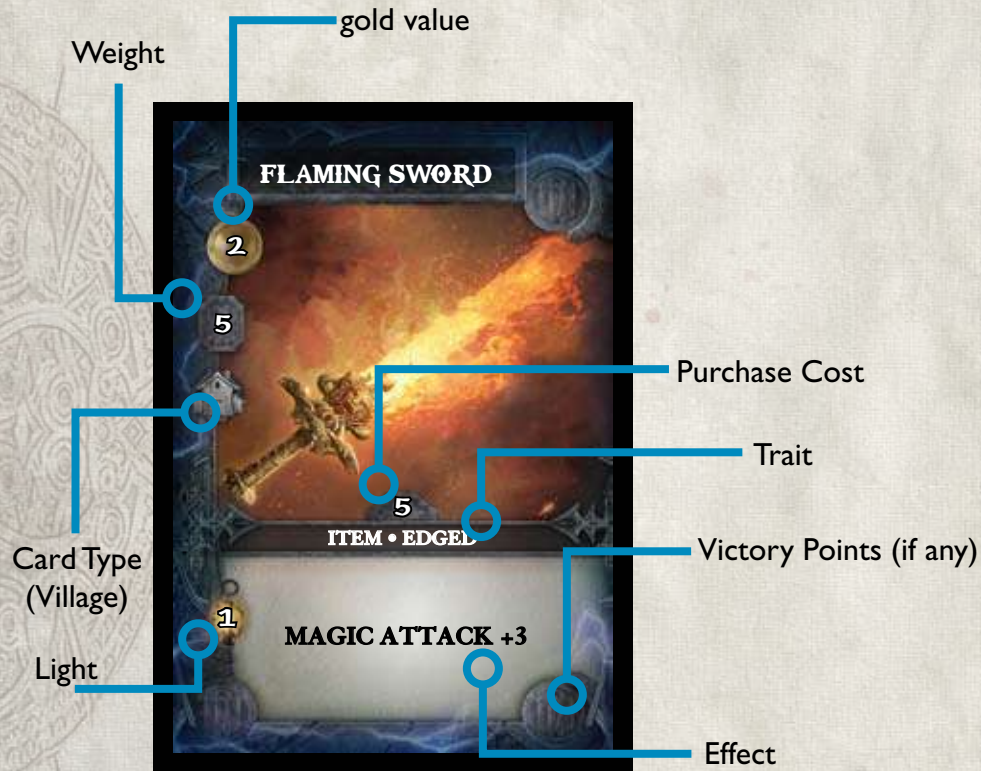 gold value
Weight
FLAMING SWORD
2
5
Purchase Cost
Trait
5
ITEM • EDGED
Victory Points (if any)
Card Type
(Village)
1
MAGIC ATTACK +3
Light
Effect